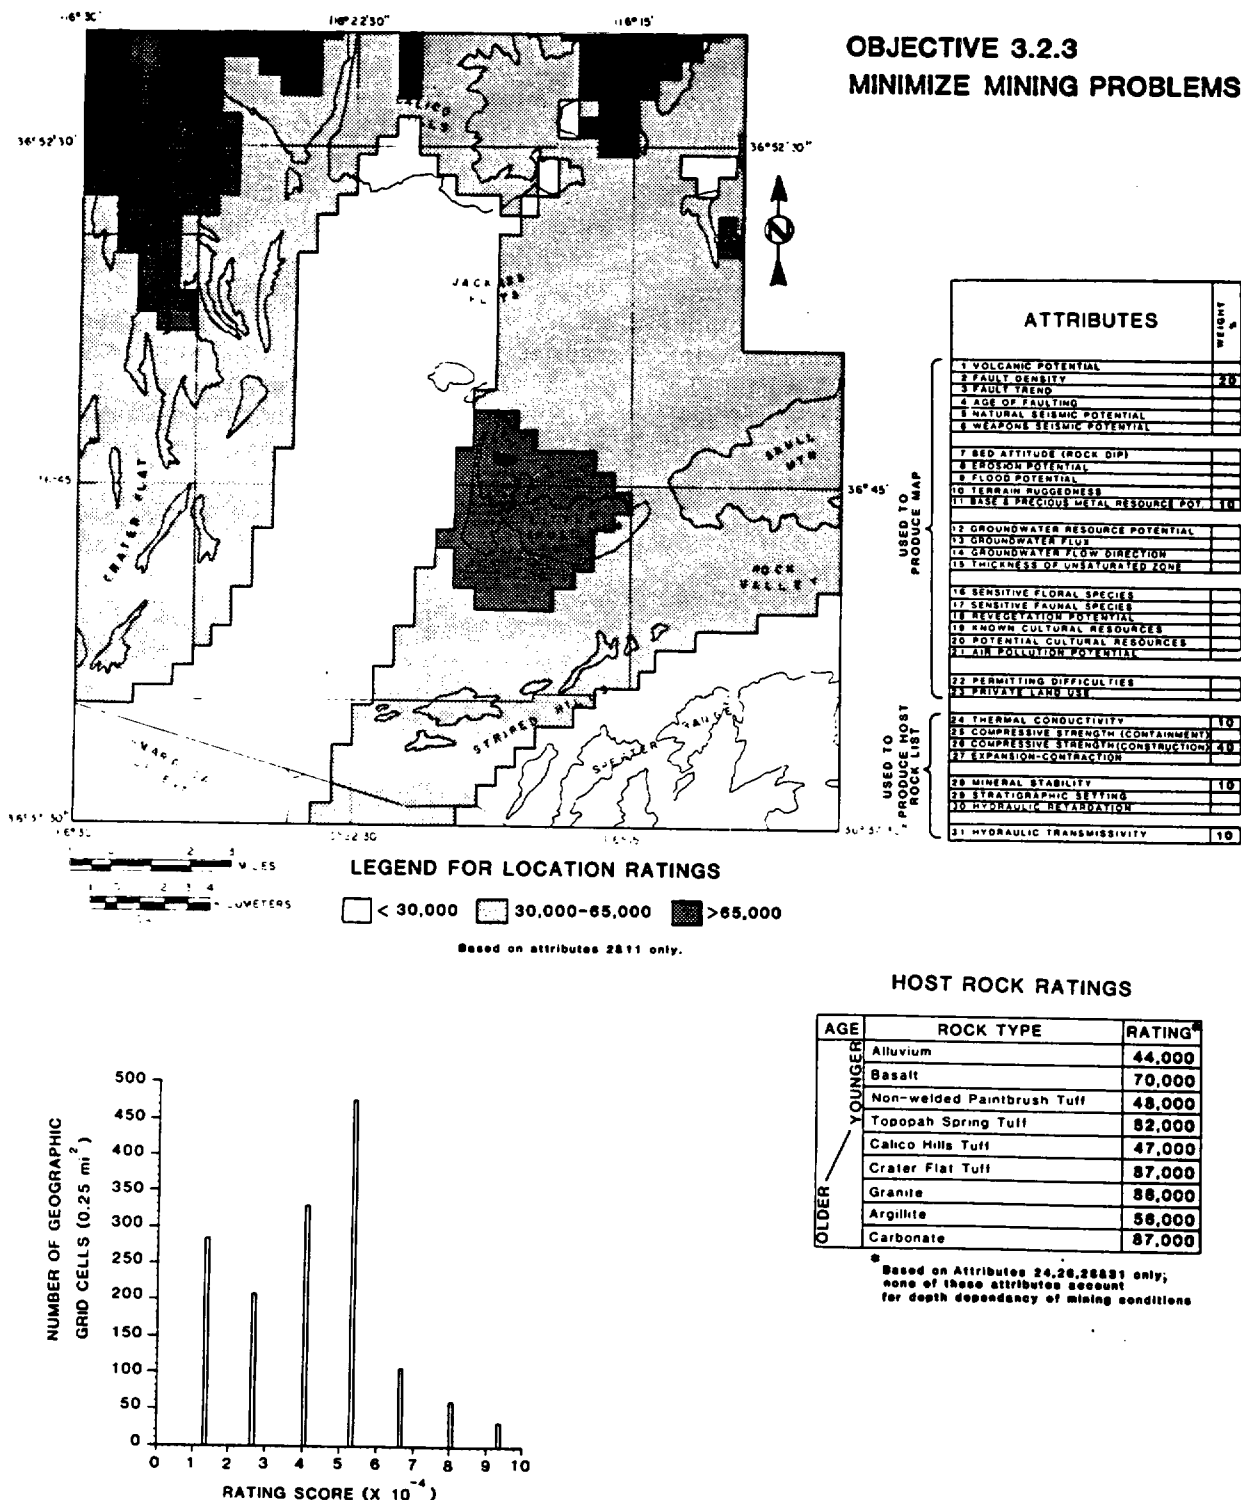 OBJECTIVE 3.2.3
MINIMIZE MINING PROBLEMS
116°22'30"
116°15'
36°52'30"
36°52'30"
CALICO
HILLS
JACKASS
FLATS
CRATER FLAT
SKULL
MTN
36°45'
ROCK
VALLEY
STRIPED HILLS
SPECTER RANGE
N
MILES
KILOMETERS
LEGEND FOR LOCATION RATINGS
< 30,000
30,000-65,000
>65,000
Based on attributes 2&11 only.
ATTRIBUTES
WEIGHT
%
USED TO
PRODUCE MAP
1 VOLCANIC POTENTIAL
2 FAULT DENSITY 20
3 FAULT TREND
4 AGE OF FAULTING
5 NATURAL SEISMIC POTENTIAL
6 WEAPONS SEISMIC POTENTIAL
7 BED ATTITUDE (ROCK DIP)
8 EROSION POTENTIAL
9 FLOOD POTENTIAL
10 TERRAIN RUGGEDNESS
11 BASE & PRECIOUS METAL RESOURCE POT. 10
12 GROUNDWATER RESOURCE POTENTIAL
13 GROUNDWATER FLUX
14 GROUNDWATER FLOW DIRECTION
15 THICKNESS OF UNSATURATED ZONE
16 SENSITIVE FLORAL SPECIES
17 SENSITIVE FAUNAL SPECIES
18 REVEGETATION POTENTIAL
19 KNOWN CULTURAL RESOURCES
20 POTENTIAL CULTURAL RESOURCES
21 AIR POLLUTION POTENTIAL
22 PERMITTING DIFFICULTIES
23 PRIVATE LAND USE
USED TO
PRODUCE HOST
ROCK LIST
24 THERMAL CONDUCTIVITY 10
25 COMPRESSIVE STRENGTH (CONTAINMENT)
26 COMPRESSIVE STRENGTH (CONSTRUCTION) 40
27 EXPANSION-CONTRACTION
28 MINERAL STABILITY 10
29 STRATIGRAPHIC SETTING
30 HYDRAULIC RETARDATION
31 HYDRAULIC TRANSMISSIVITY 10
HOST ROCK RATINGS
AGE ROCK TYPE RATING*
YOUNGER
OLDER
Alluvium 44,000
Basalt 70,000
Non-welded Paintbrush Tuff 48,000
Topopah Spring Tuff 82,000
Calico Hills Tuff 47,000
Crater Flat Tuff 87,000
Granite 86,000
Argillite 56,000
Carbonate 87,000
* Based on Attributes 24,26,28&31 only;
none of these attributes account
for depth dependancy of mining conditions
NUMBER OF GEOGRAPHIC
GRID CELLS (0.25 mi²)
500
450
400
350
300
250
200
150
100
50
0
0 1 2 3 4 5 6 7 8 9 10
RATING SCORE (X 10⁻⁴)